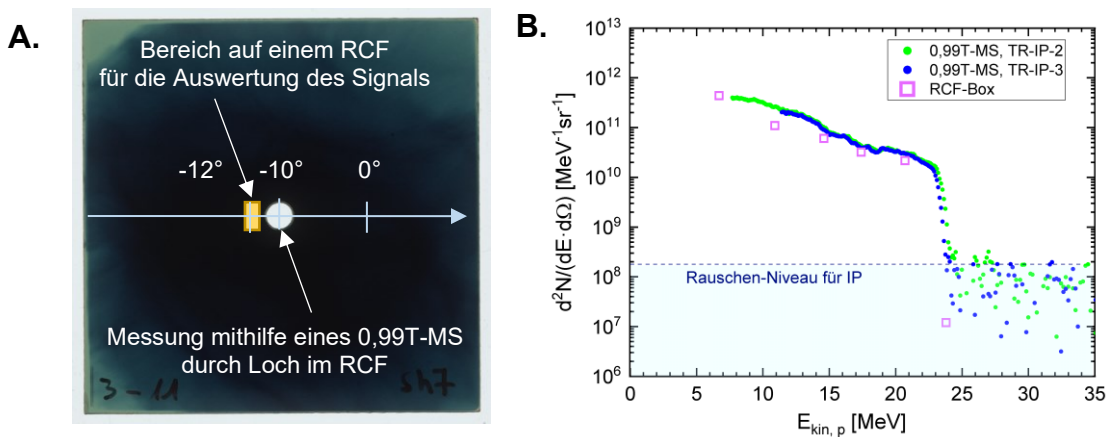 A.
Bereich auf einem RCF
für die Auswertung des Signals
-12° -10° 0°
Messung mithilfe eines 0,99T-MS
durch Loch im RCF
3-11 sh7
B.
10¹³
10¹²
10¹¹
10¹⁰
10⁹
10⁸
10⁷
10⁶
d²N/(dE·dΩ) [MeV⁻¹sr⁻¹]
0,99T-MS, TR-IP-2
0,99T-MS, TR-IP-3
RCF-Box
Rauschen-Niveau für IP
0 5 10 15 20 25 30 35
E_kin, p [MeV]